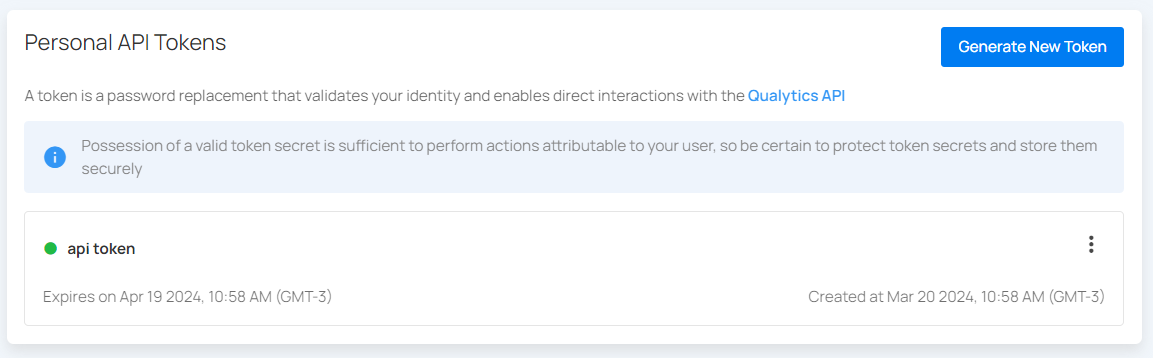 Personal API Tokens
Generate New Token
A token is a password replacement that validates your identity and enables direct interactions with the Qualytics API
Possession of a valid token secret is sufficient to perform actions attributable to your user, so be certain to protect token secrets and store them
securely
api token
Expires on Apr 19 2024, 10:58 AM (GMT-3)
Created at Mar 20 2024, 10:58 AM (GMT-3)